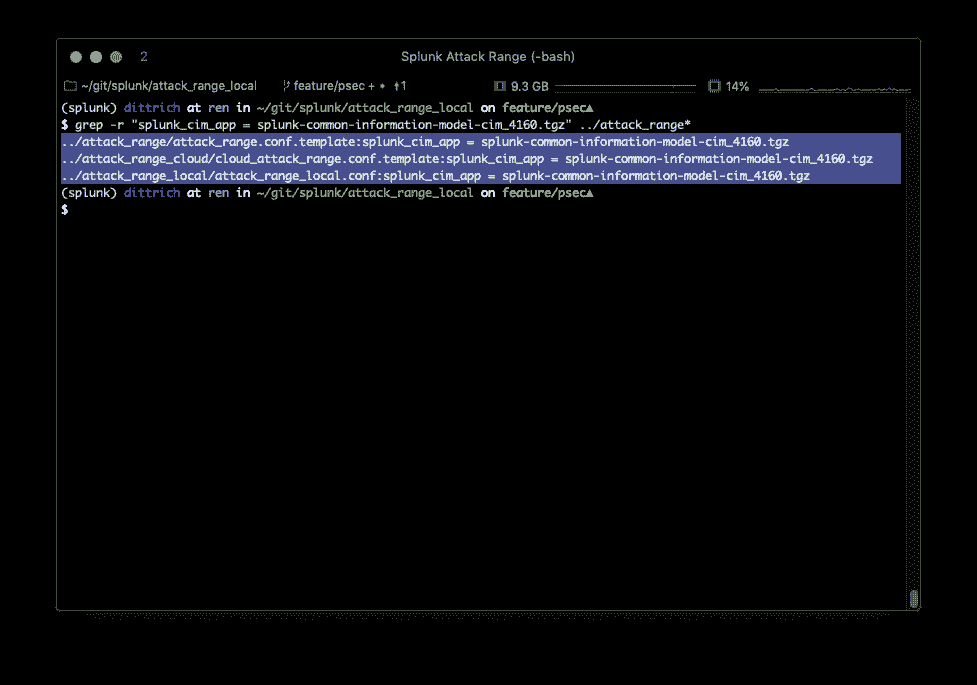 2 Splunk Attack Range (-bash)
~/git/splunk/attack_range_local feature/psec + • ↑1 9.3 GB 14%
(splunk) dittrich at ren in ~/git/splunk/attack_range_local on feature/psec▲
$ grep -r "splunk_cim_app = splunk-common-information-model-cim_4160.tgz" ../attack_range*
../attack_range/attack_range.conf.template:splunk_cim_app = splunk-common-information-model-cim_4160.tgz
../attack_range_cloud/cloud_attack_range.conf.template:splunk_cim_app = splunk-common-information-model-cim_4160.tgz
../attack_range_local/attack_range_local.conf:splunk_cim_app = splunk-common-information-model-cim_4160.tgz
(splunk) dittrich at ren in ~/git/splunk/attack_range_local on feature/psec▲
$